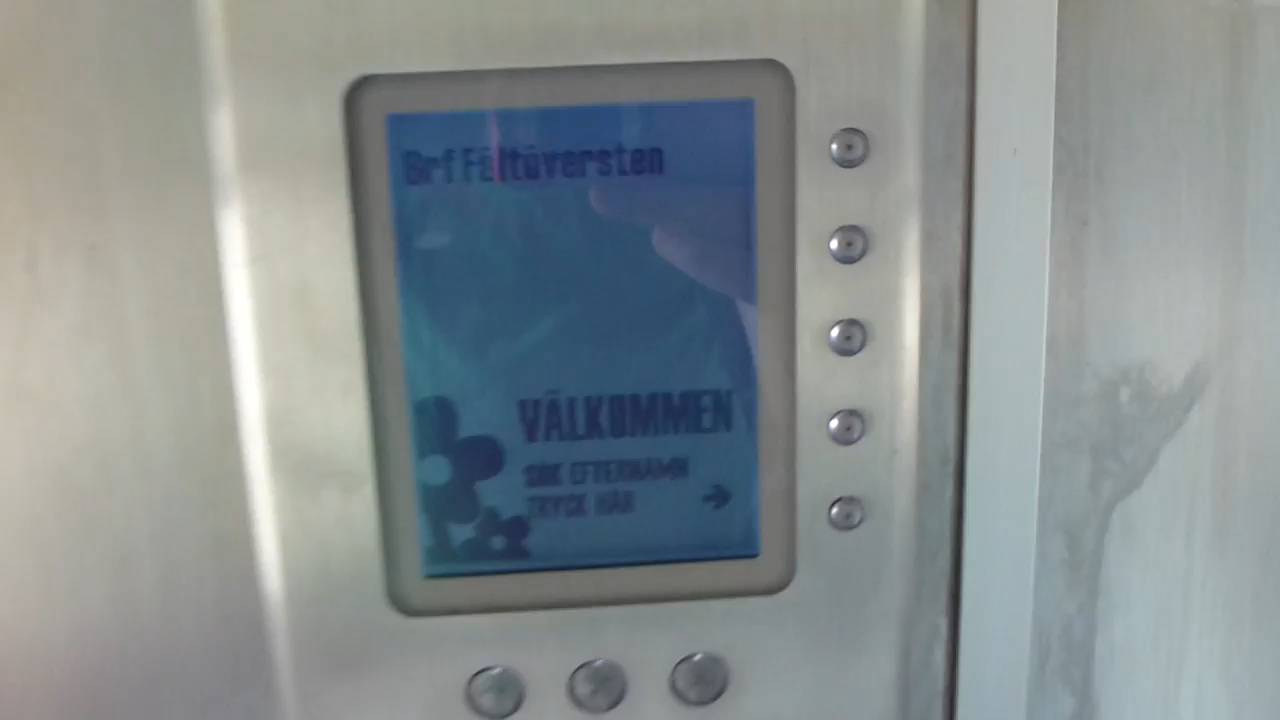 Brf Fältöversten
VÄLKOMMEN
SÖK EFTERNAMN
TRYCK HÄR →